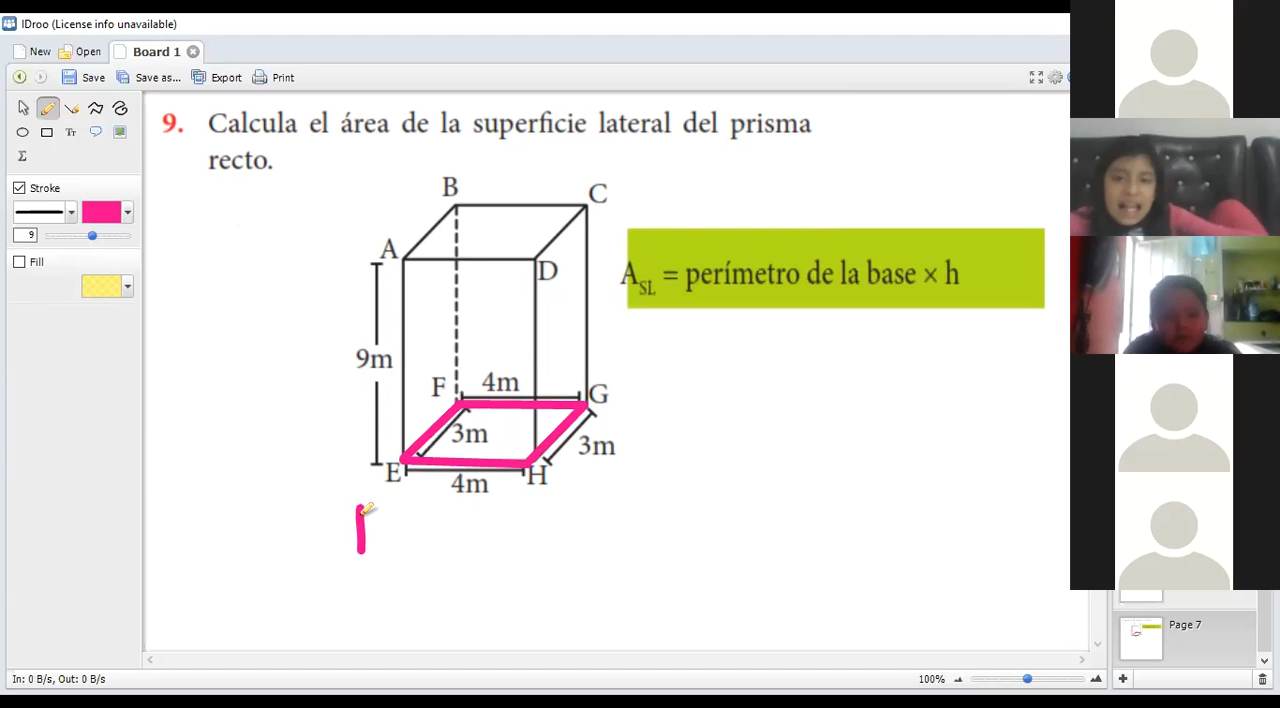 IDroo (License info unavailable)
New Open Board 1
Save Save as... Export Print
9. Calcula el área de la superficie lateral del prisma
recto.
Tt
Σ
Stroke
9
Fill
B
C
A
D
A_SL = perímetro de la base × h
9m
F
4m
G
3m
3m
E
H
4m
Page 7
In: 0 B/s, Out: 0 B/s
100%